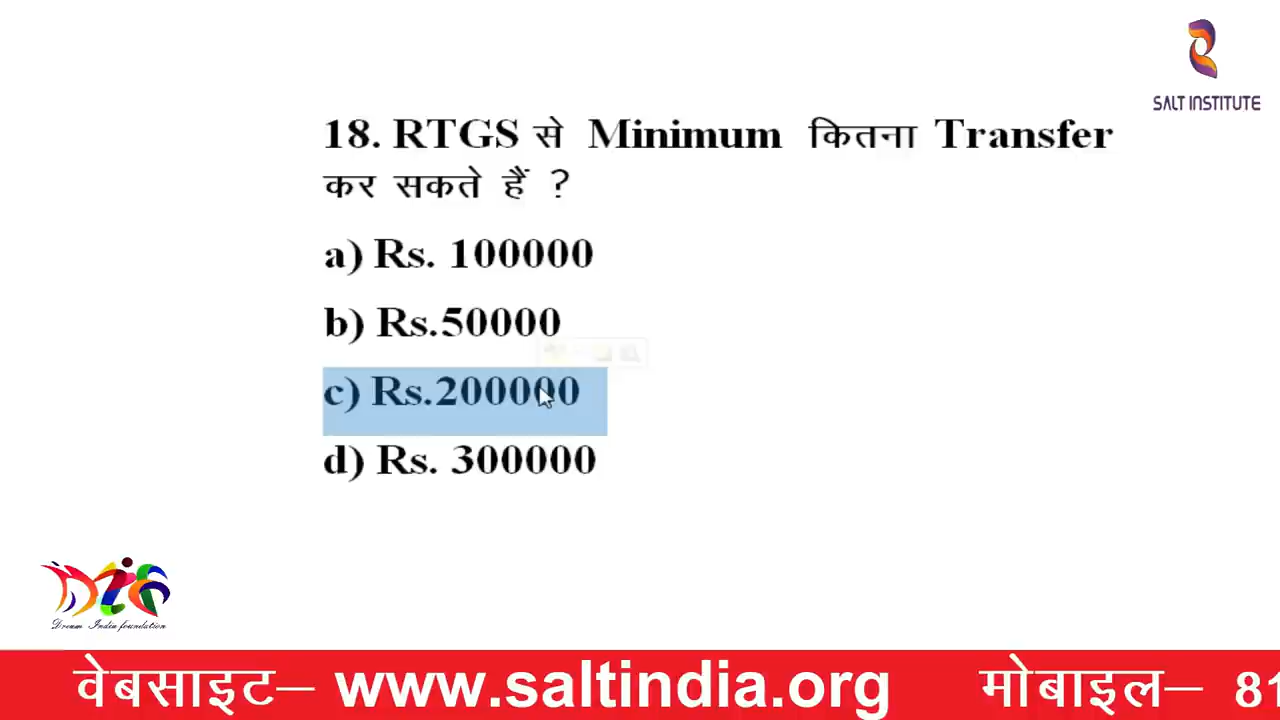 SALT INSTITUTE
18. RTGS से Minimum कितना Transfer
कर सकते हैं ?
a) Rs. 100000
b) Rs.50000
c) Rs.200000
d) Rs. 300000
Dream India foundation
वेबसाइट– www.saltindia.org मोबाइल– 81